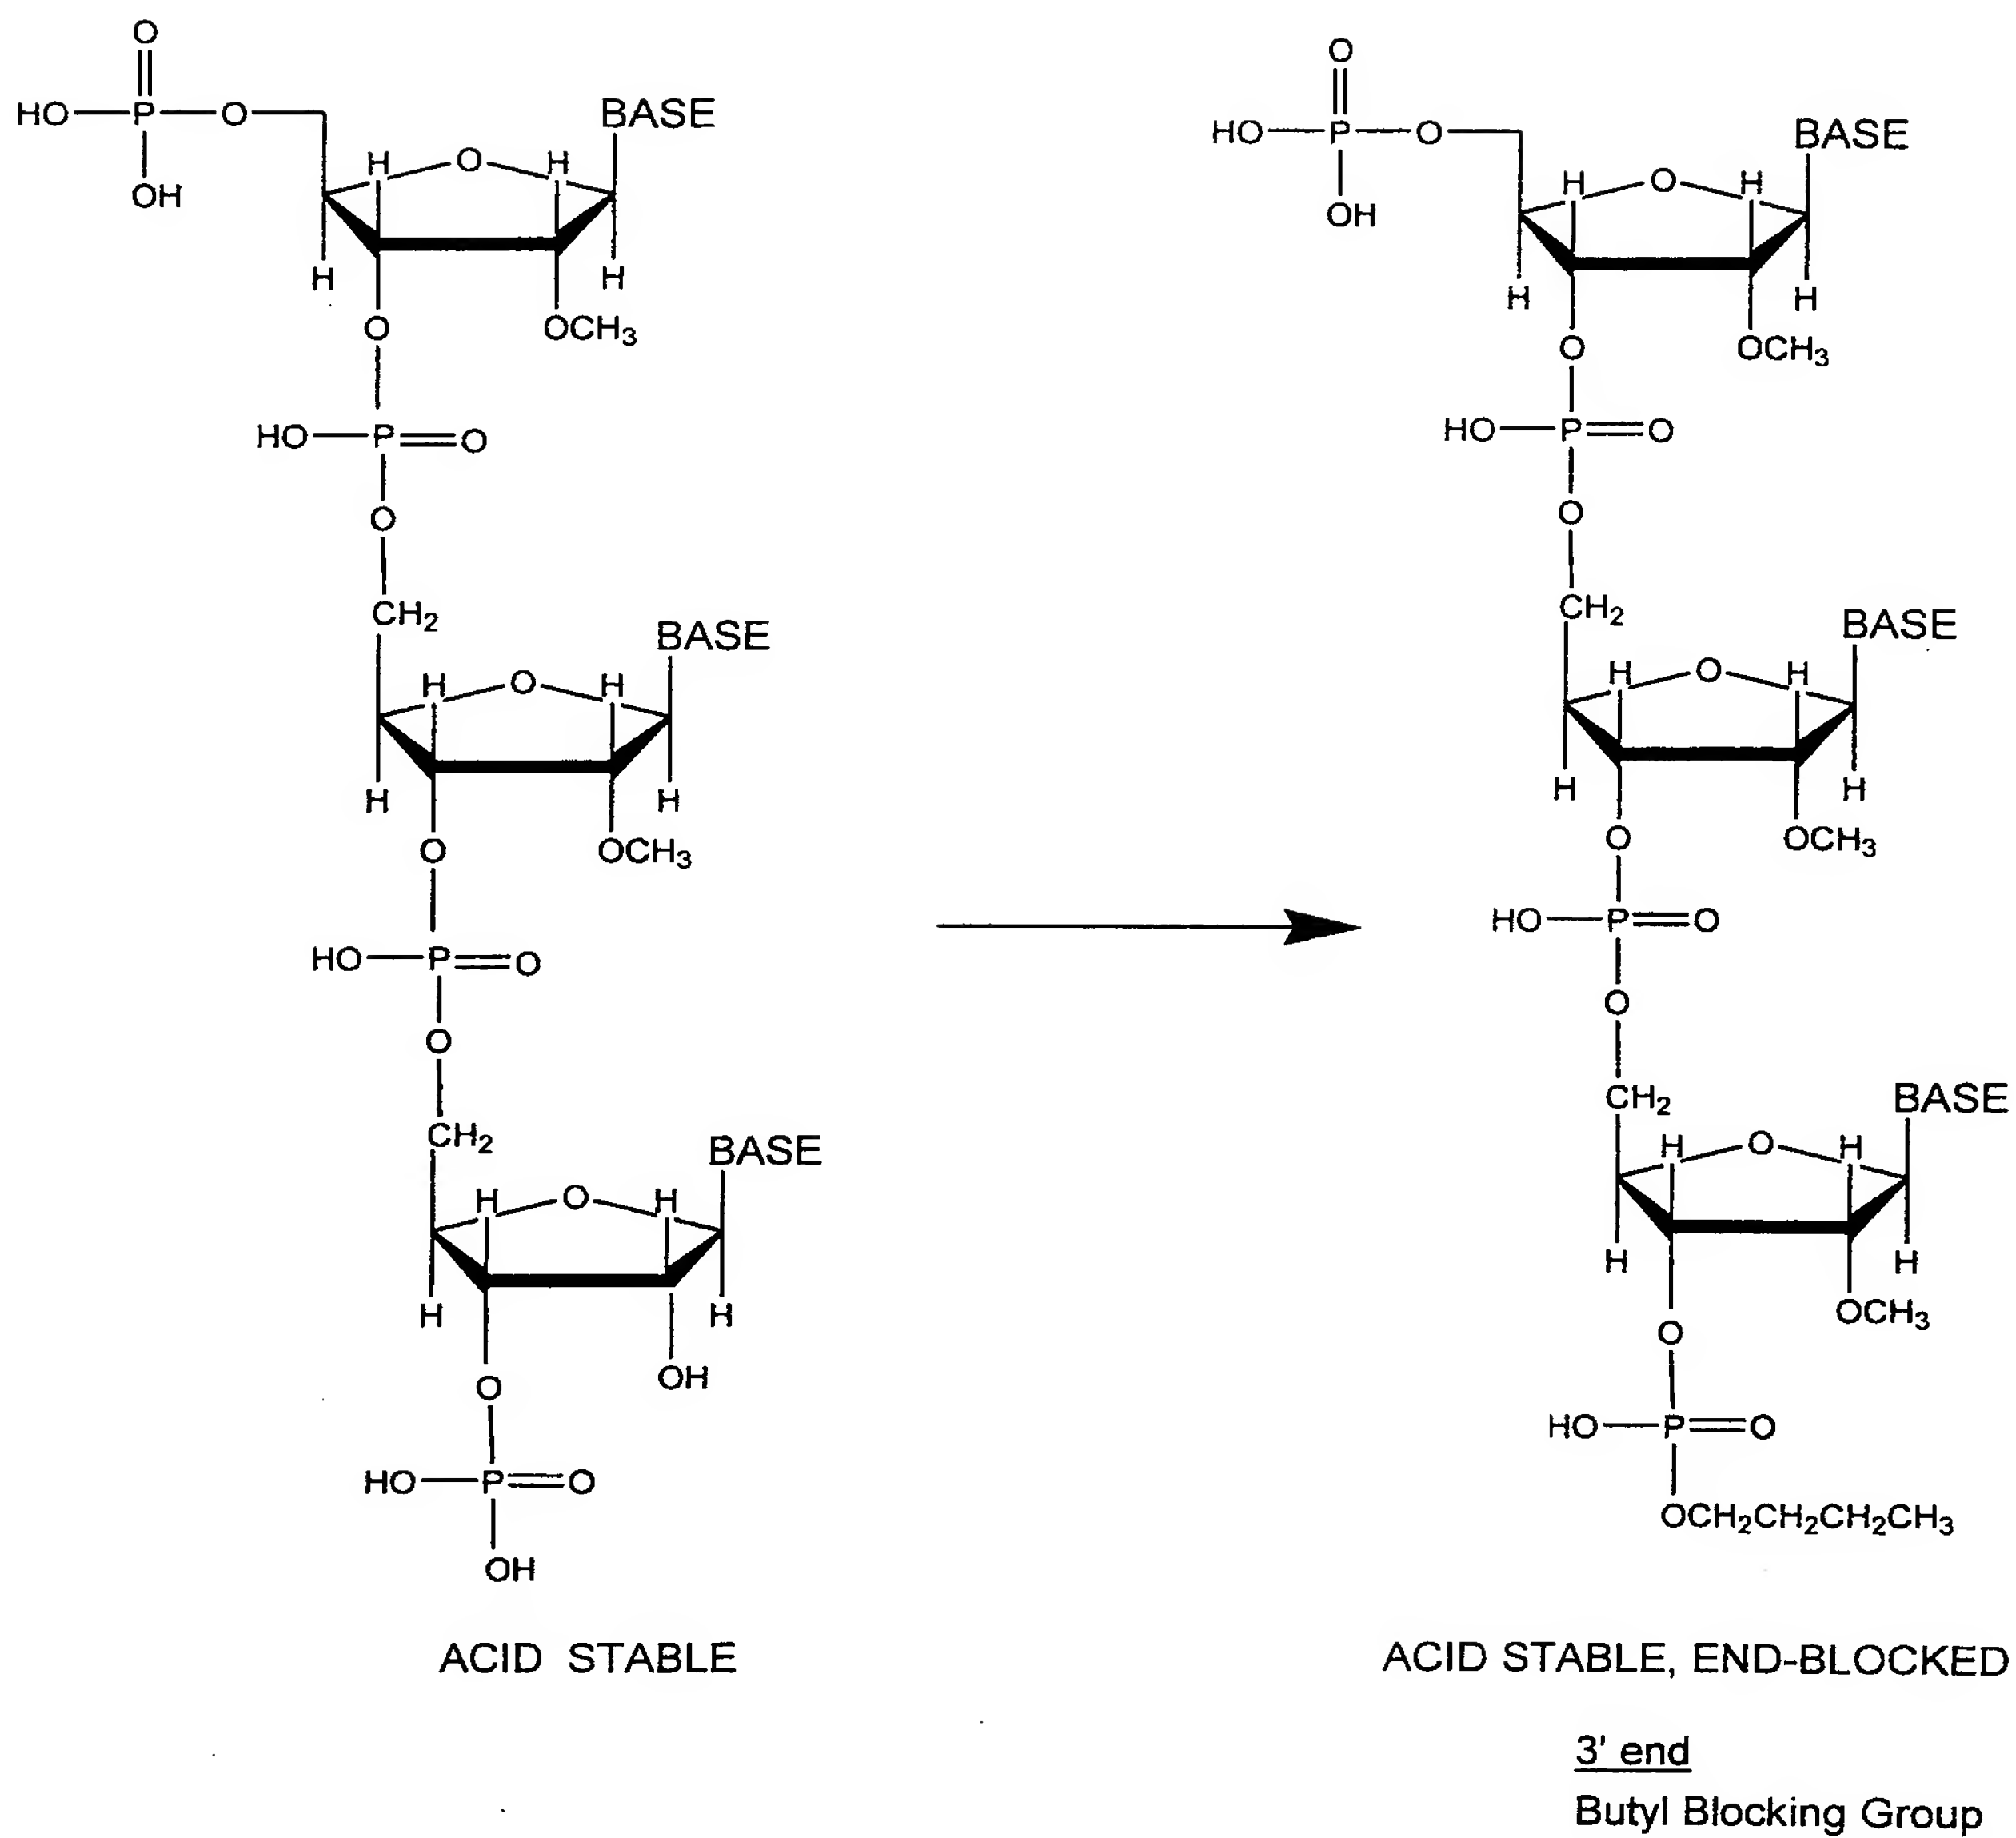 O
HO P O BASE
H O H
OH
H H
O OCH3
HO P O
O
CH2
BASE
H O H
H H
O OCH3
HO P O
O
CH2
BASE
H O H
H H
O OH
HO P O
OH
ACID STABLE
O
HO P O BASE
H O H
OH
H H
O OCH3
HO P O
O
CH2
BASE
H O H
H H
O OCH3
HO P O
O
CH2
BASE
H O H
H H
O OCH3
HO P O
OCH2CH2CH2CH3
ACID STABLE, END-BLOCKED
3' end
Butyl Blocking Group